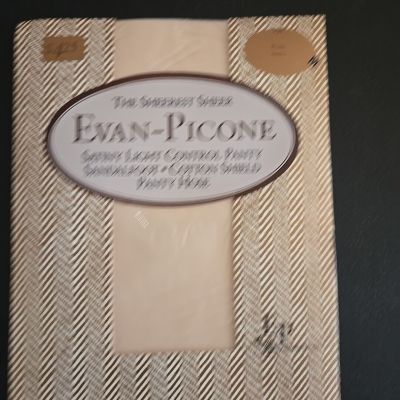 The Sheerest Sheer
Evan-Picone
Satiny Light Control Panty
Sandalfoot • Cotton Shield
Panty Hose